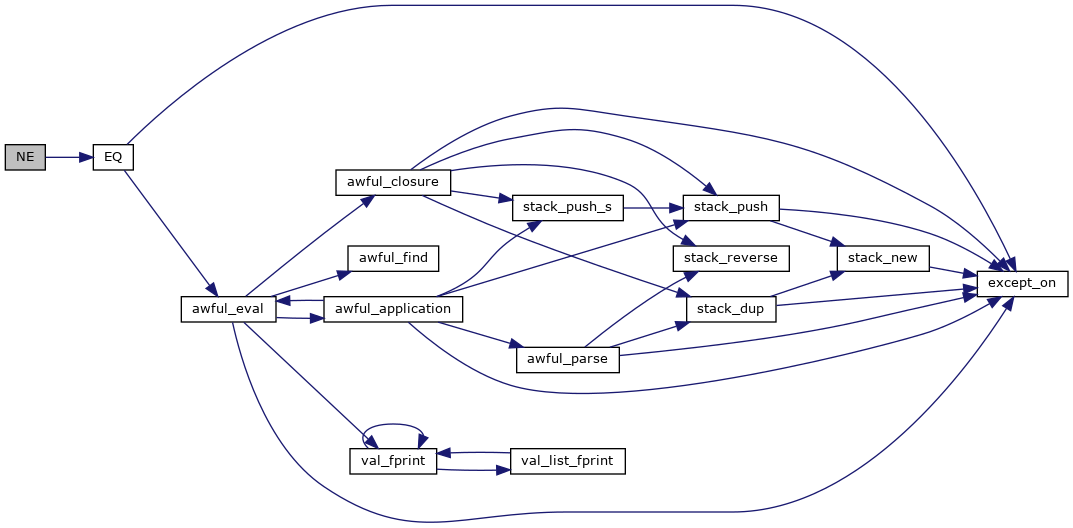 NE
EQ
awful_closure
stack_push_s
stack_push
awful_find
stack_reverse
stack_new
except_on
awful_eval
awful_application
stack_dup
awful_parse
val_fprint
val_list_fprint